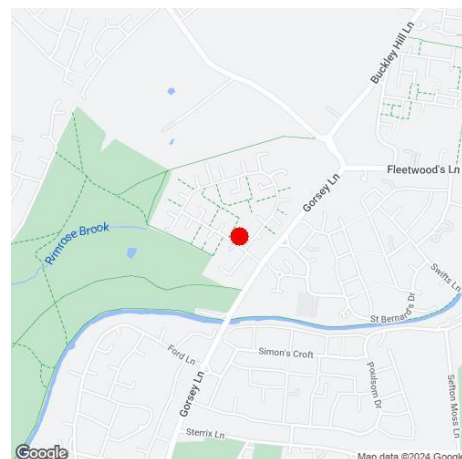 Buckley Hill Ln
Fleetwood's Ln
Gorsey Ln
Rimrose Brook
Swifts Ln
St Bernard's Dr
Ford Ln
Simon's Croft
Poulsom Dr
Sefton Moss Ln
Gorsey Ln
Sterrix Ln
Google
Map data ©2024 Google